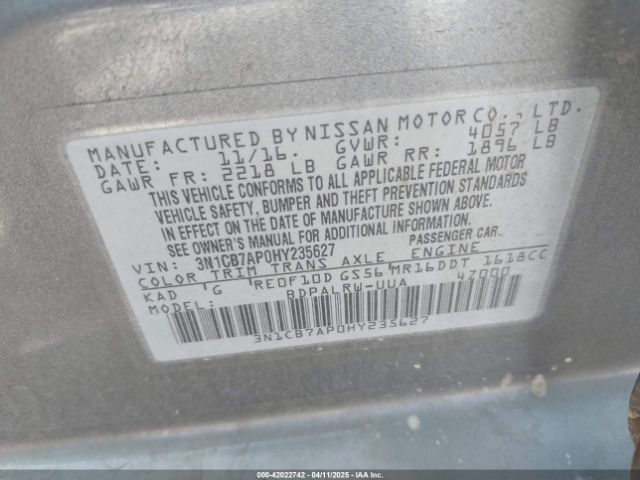 MANUFACTURED BY NISSAN MOTOR CO., LTD.
DATE: 11/16. GVWR: 4057 LB
GAWR FR: 2218 LB GAWR RR: 1896 LB
THIS VEHICLE CONFORMS TO ALL APPLICABLE FEDERAL MOTOR
VEHICLE SAFETY, BUMPER AND THEFT PREVENTION STANDARDS
IN EFFECT ON THE DATE OF MANUFACTURE SHOWN ABOVE.
SEE OWNER'S MANUAL FOR ADDITIONAL INFORMATION.
VIN: 3N1CB7AP0HY235627 PASSENGER CAR.
COLOR TRIM TRANS AXLE ENGINE
KAD G RE0F10D GS56 MR16DDT 1618CC
MODEL: BDPALRW-UUA 4Z000
3N1CB7AP0HY235627
000-42022742 - 04/11/2025 - IAA, Inc.